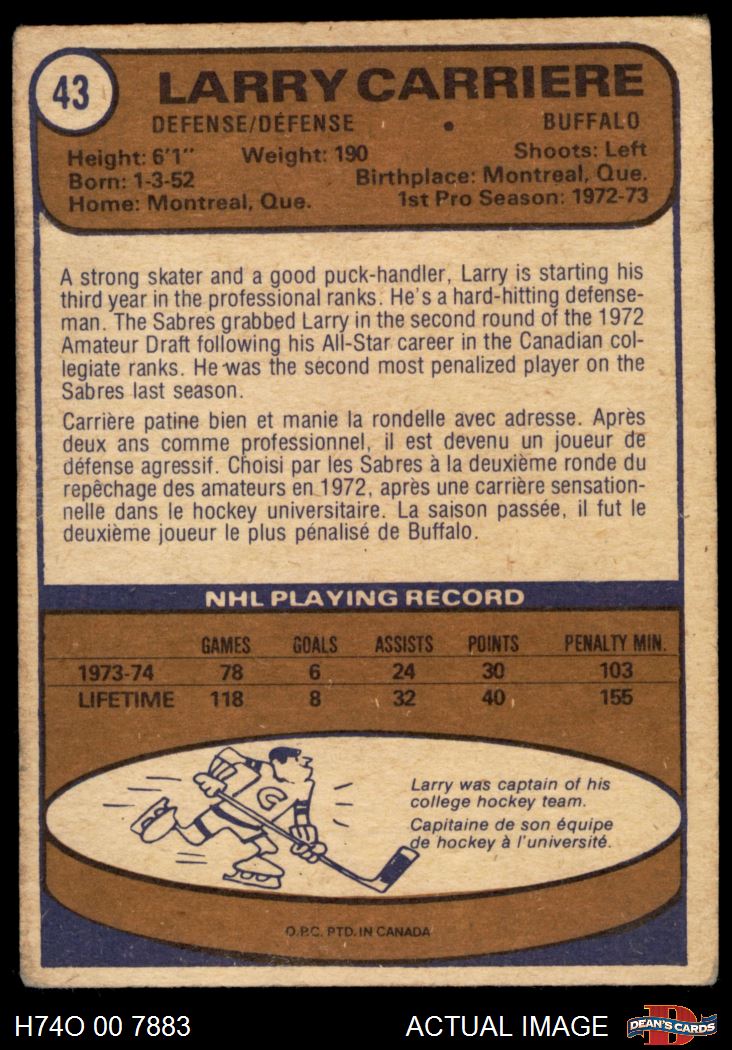 43
LARRY CARRIERE
DEFENSE/DÉFENSE • BUFFALO
Height: 6'1" Weight: 190 Shoots: Left
Born: 1-3-52 Birthplace: Montreal, Que.
Home: Montreal, Que. 1st Pro Season: 1972-73
A strong skater and a good puck-handler, Larry is starting his
third year in the professional ranks. He's a hard-hitting defense-
man. The Sabres grabbed Larry in the second round of the 1972
Amateur Draft following his All-Star career in the Canadian col-
legiate ranks. He was the second most penalized player on the
Sabres last season.
Carrière patine bien et manie la rondelle avec adresse. Après
deux ans comme professionnel, il est devenu un joueur de
défense agressif. Choisi par les Sabres à la deuxième ronde du
repêchage des amateurs en 1972, après une carrière sensation-
nelle dans le hockey universitaire. La saison passée, il fut le
deuxième joueur le plus pénalisé de Buffalo.
NHL PLAYING RECORD
GAMES GOALS ASSISTS POINTS PENALTY MIN.
1973-74 78 6 24 30 103
LIFETIME 118 8 32 40 155
C
Larry was captain of his
college hockey team.
Capitaine de son équipe
de hockey à l'université.
O.P.C. PTD. IN CANADA
H74O 00 7883 ACTUAL IMAGE D DEAN'S CARDS